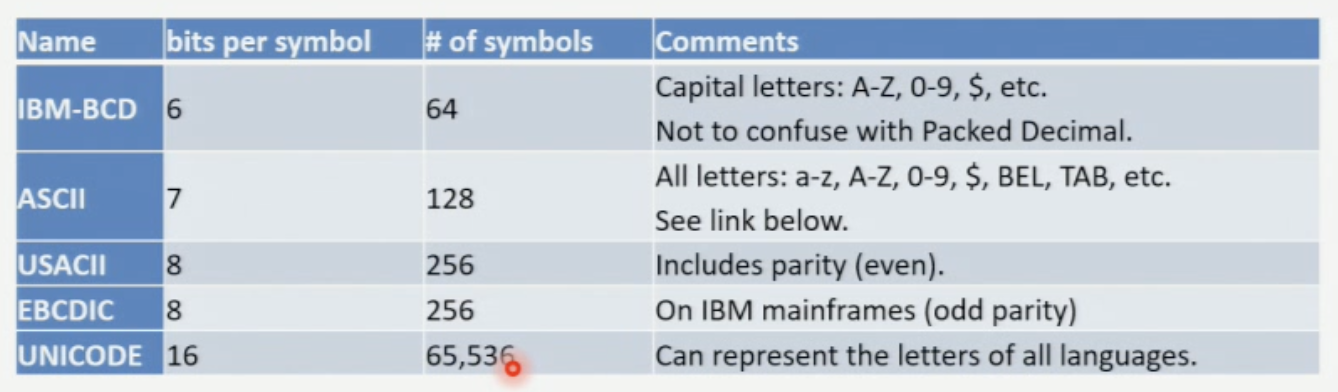 Name bits per symbol # of symbols Comments
IBM-BCD 6 64 Capital letters: A-Z, 0-9, $, etc.
Not to confuse with Packed Decimal.
ASCII 7 128 All letters: a-z, A-Z, 0-9, $, BEL, TAB, etc.
See link below.
USACII 8 256 Includes parity (even).
EBCDIC 8 256 On IBM mainframes (odd parity)
UNICODE 16 65,536 Can represent the letters of all languages.